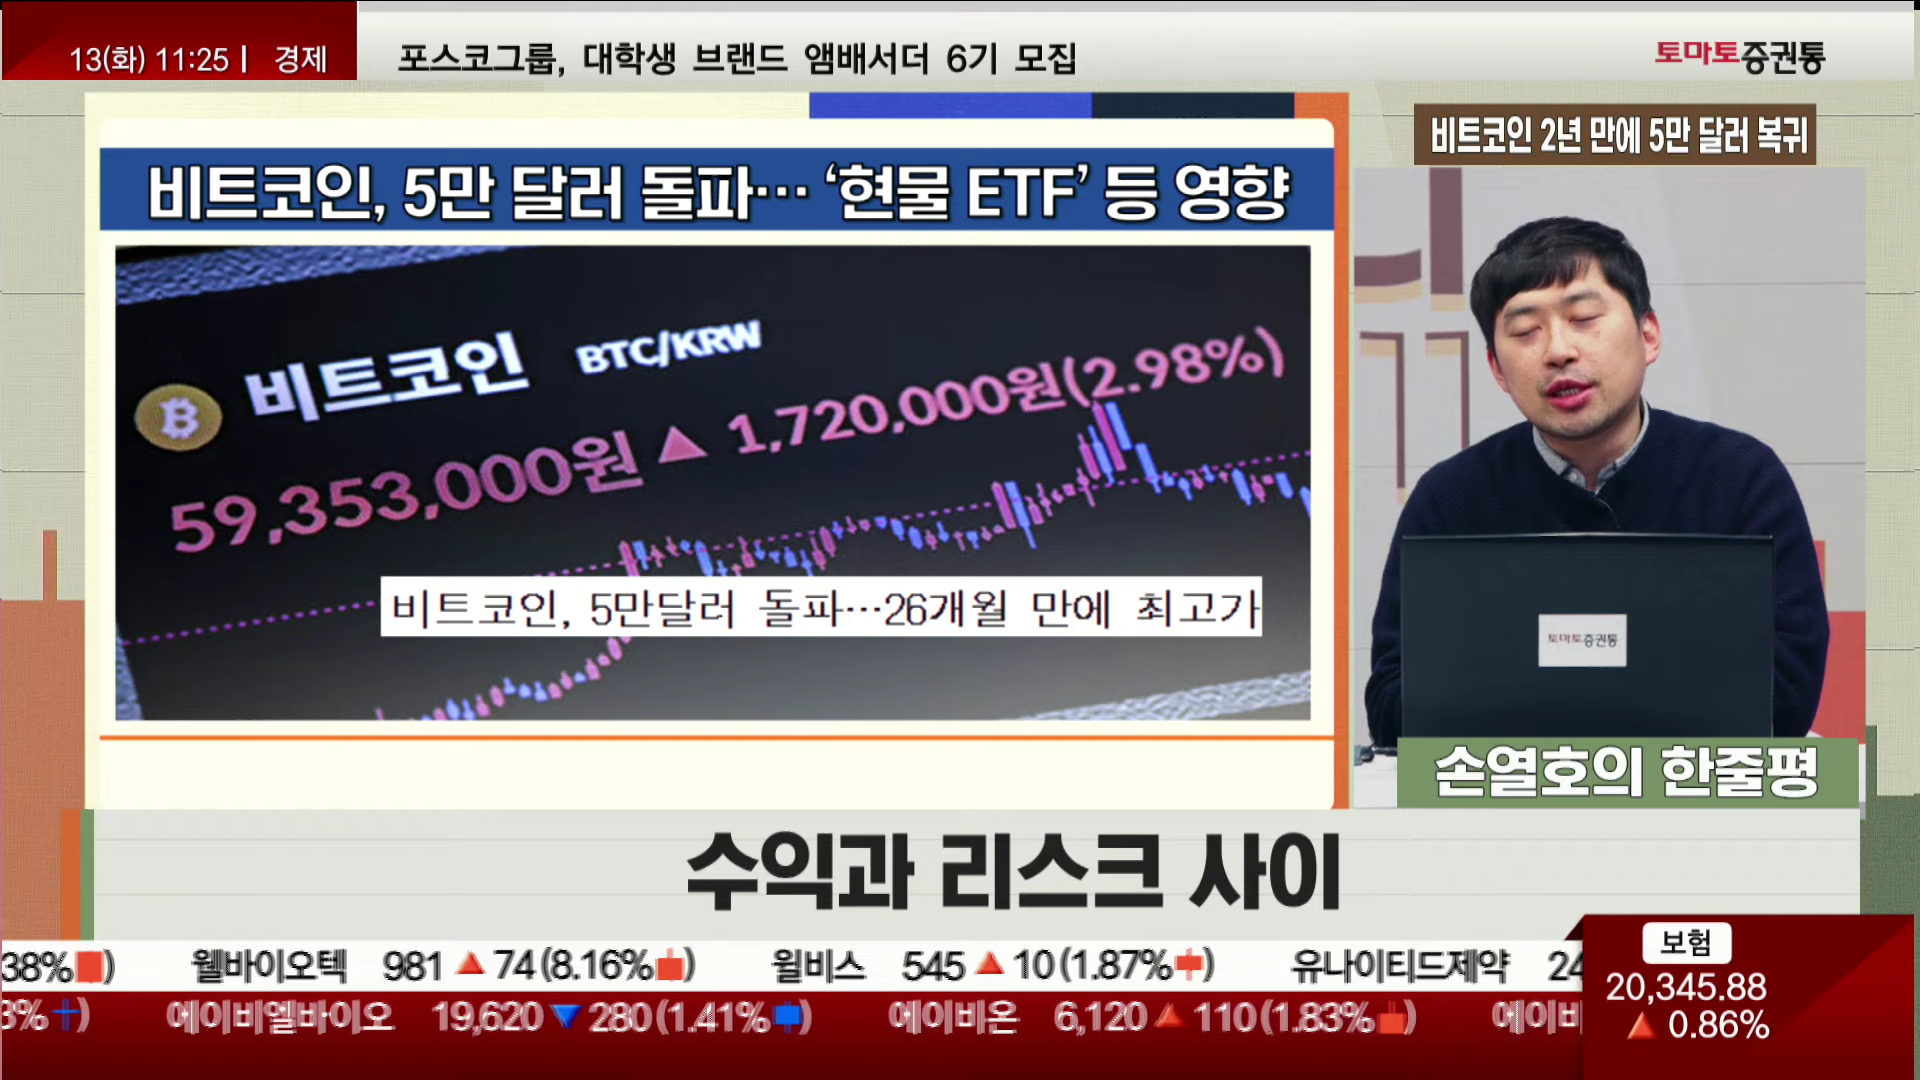 13(화) 11:25 | 경제
포스코그룹, 대학생 브랜드 앰배서더 6기 모집
토마토증권통
비트코인 2년 만에 5만 달러 복귀
비트코인, 5만 달러 돌파… ‘현물 ETF’ 등 영향
비트코인 BTC/KRW
59,353,000원 ▲ 1,720,000원(2.98%)
비트코인, 5만달러 돌파…26개월 만에 최고가
토마토증권통
손열호의 한줄평
수익과 리스크 사이
38% ) 웰바이오텍 981 ▲ 74(8.16% ) 윌비스 545 ▲ 10(1.87% ) 유나이티드제약 24
3% ) 에이비엘바이오 19,620 ▼ 280(1.41% ) 에이비온 6,120 ▲ 110(1.83% ) 에이비
보험
20,345.88
▲ 0.86%